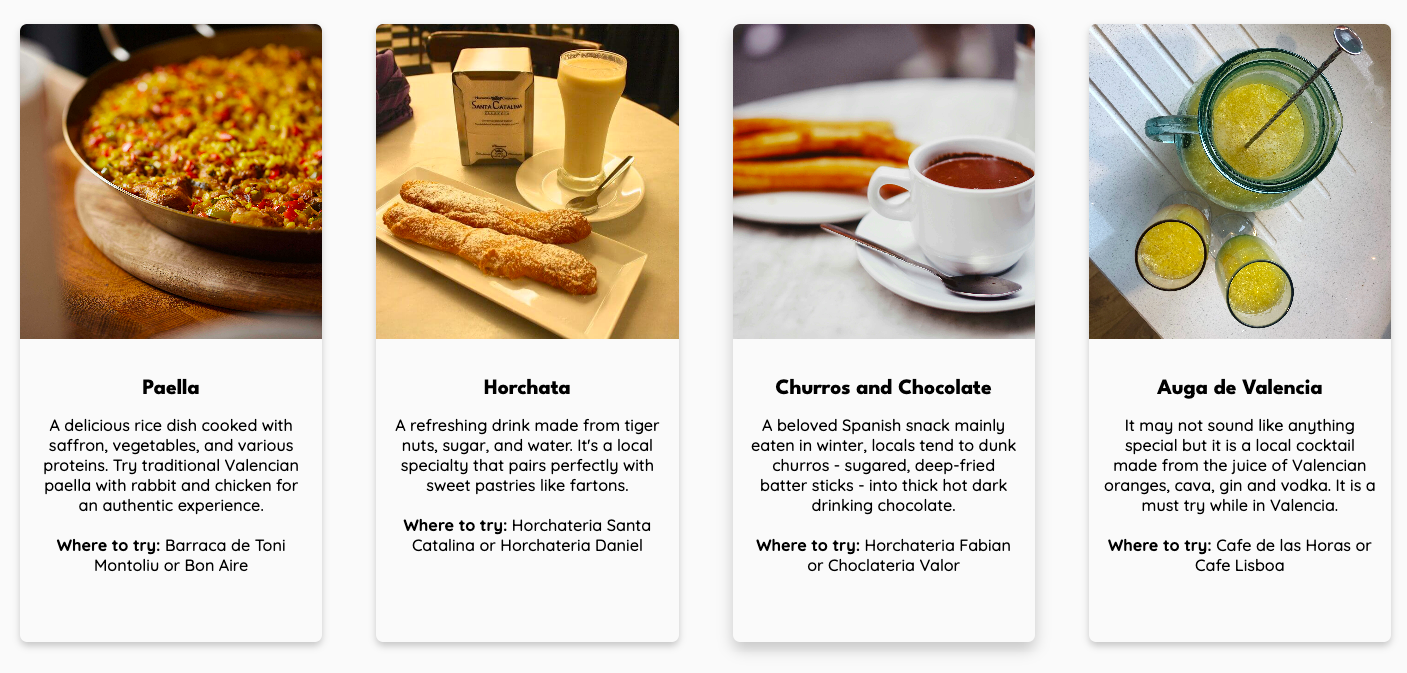 SANTA CATALINA
Paella
A delicious rice dish cooked with
saffron, vegetables, and various
proteins. Try traditional Valencian
paella with rabbit and chicken for
an authentic experience.
Where to try: Barraca de Toni
Montoliu or Bon Aire
Horchata
A refreshing drink made from tiger
nuts, sugar, and water. It's a local
specialty that pairs perfectly with
sweet pastries like fartons.
Where to try: Horchateria Santa
Catalina or Horchateria Daniel
Churros and Chocolate
A beloved Spanish snack mainly
eaten in winter, locals tend to dunk
churros - sugared, deep-fried
batter sticks - into thick hot dark
drinking chocolate.
Where to try: Horchateria Fabian
or Choclateria Valor
Auga de Valencia
It may not sound like anything
special but it is a local cocktail
made from the juice of Valencian
oranges, cava, gin and vodka. It is a
must try while in Valencia.
Where to try: Cafe de las Horas or
Cafe Lisboa